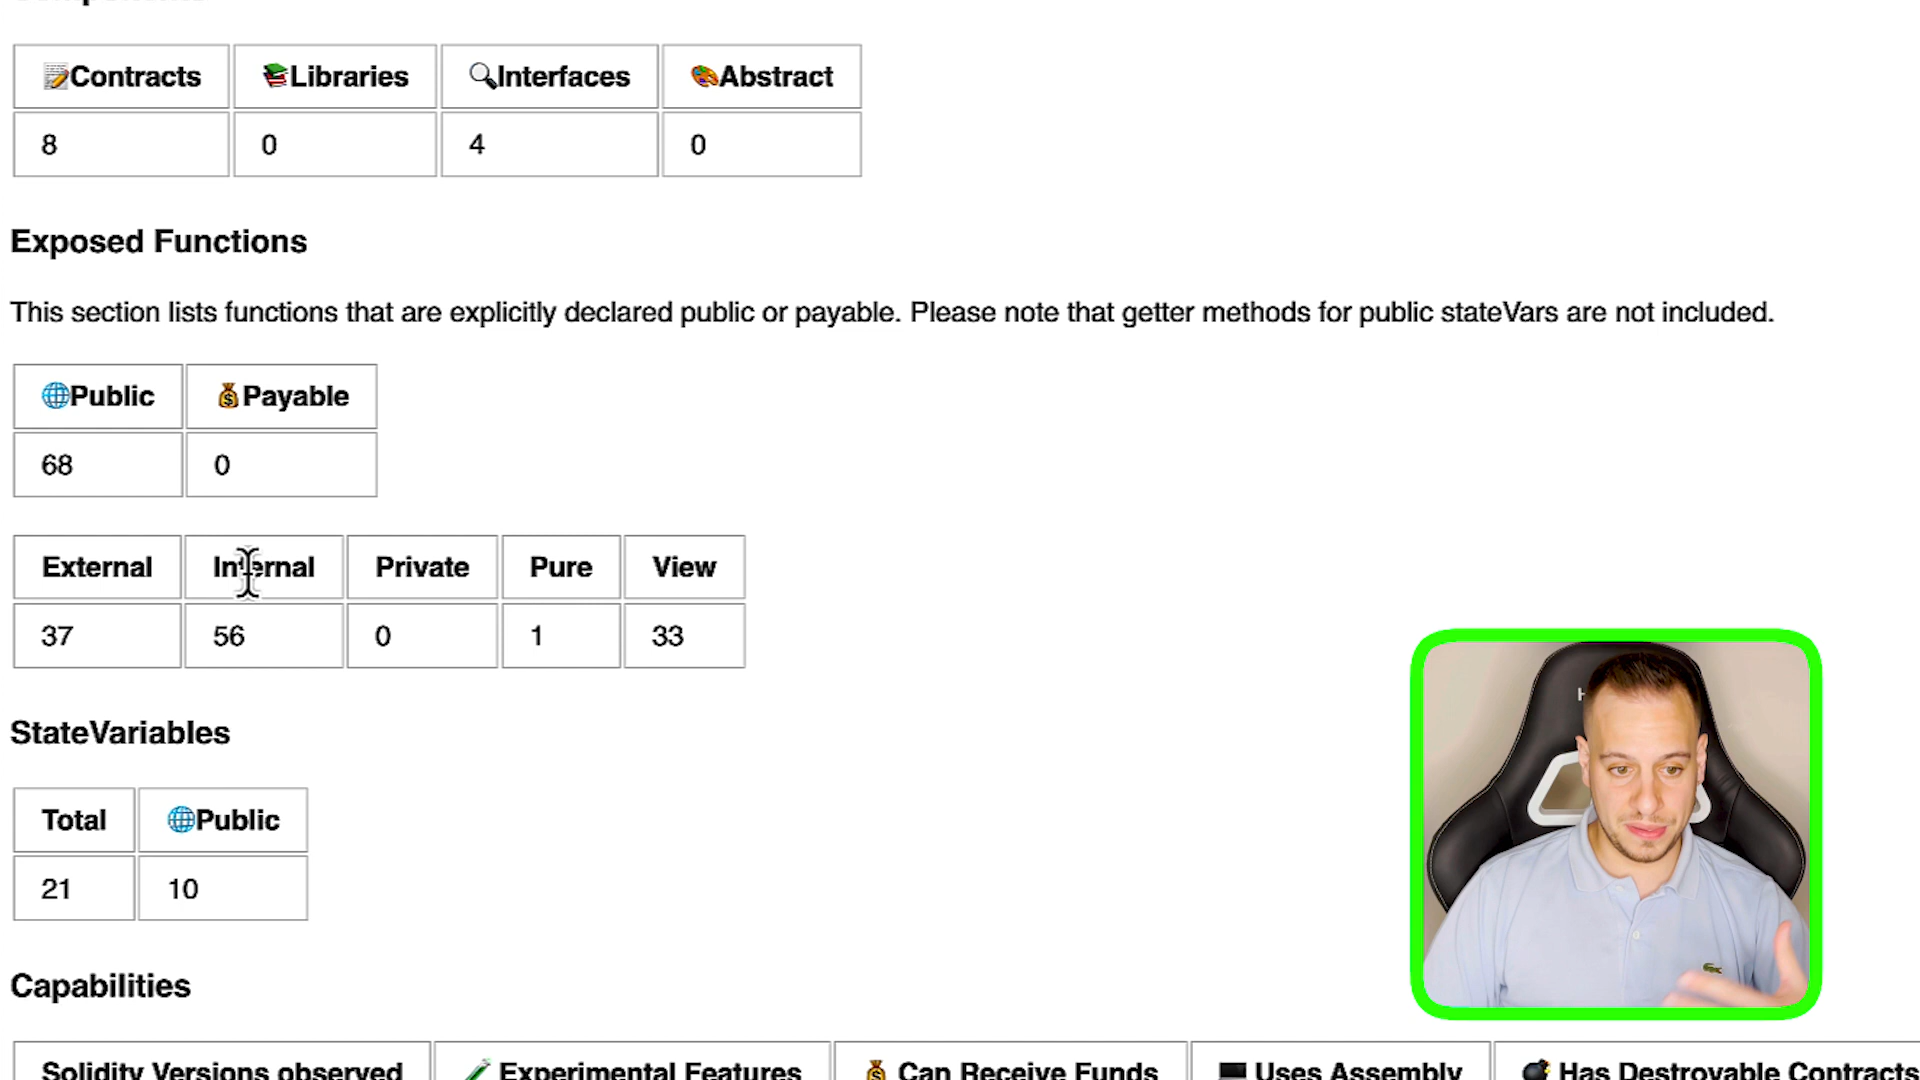 Components
📝Contracts 📚Libraries 🔍Interfaces 🎨Abstract
8 0 4 0
Exposed Functions
This section lists functions that are explicitly declared public or payable. Please note that getter methods for public stateVars are not included.
🌐Public 💰Payable
68 0
External Internal Private Pure View
37 56 0 1 33
StateVariables
Total 🌐Public
21 10
Capabilities
Solidity Versions observed 🧪Experimental Features 💰Can Receive Funds 🖥Uses Assembly 💣Has Destroyable Contracts
H